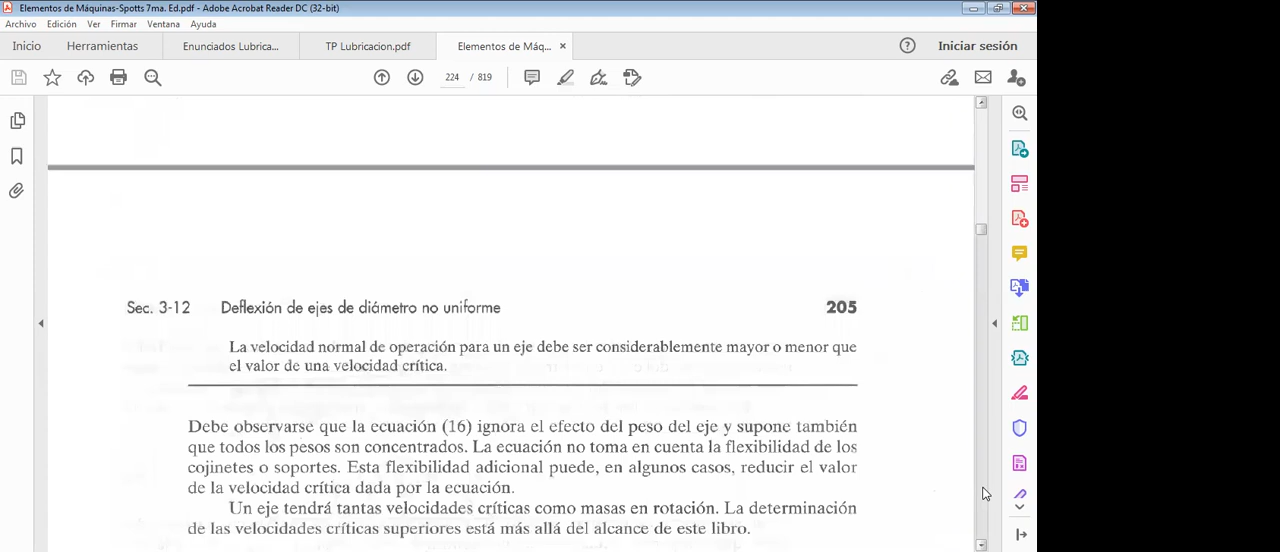 Elementos de Máquinas-Spotts 7ma. Ed.pdf - Adobe Acrobat Reader DC (32-bit)
Archivo Edición Ver Firmar Ventana Ayuda
Inicio Herramientas Enunciados Lubrica... TP Lubricacion.pdf Elementos de Máq... × Iniciar sesión
224 / 819
Sec. 3-12 Deflexión de ejes de diámetro no uniforme 205
La velocidad normal de operación para un eje debe ser considerablemente mayor o menor que
el valor de una velocidad crítica.
Debe observarse que la ecuación (16) ignora el efecto del peso del eje y supone también
que todos los pesos son concentrados. La ecuación no toma en cuenta la flexibilidad de los
cojinetes o soportes. Esta flexibilidad adicional puede, en algunos casos, reducir el valor
de la velocidad crítica dada por la ecuación.
Un eje tendrá tantas velocidades críticas como masas en rotación. La determinación
de las velocidades críticas superiores está más allá del alcance de este libro.